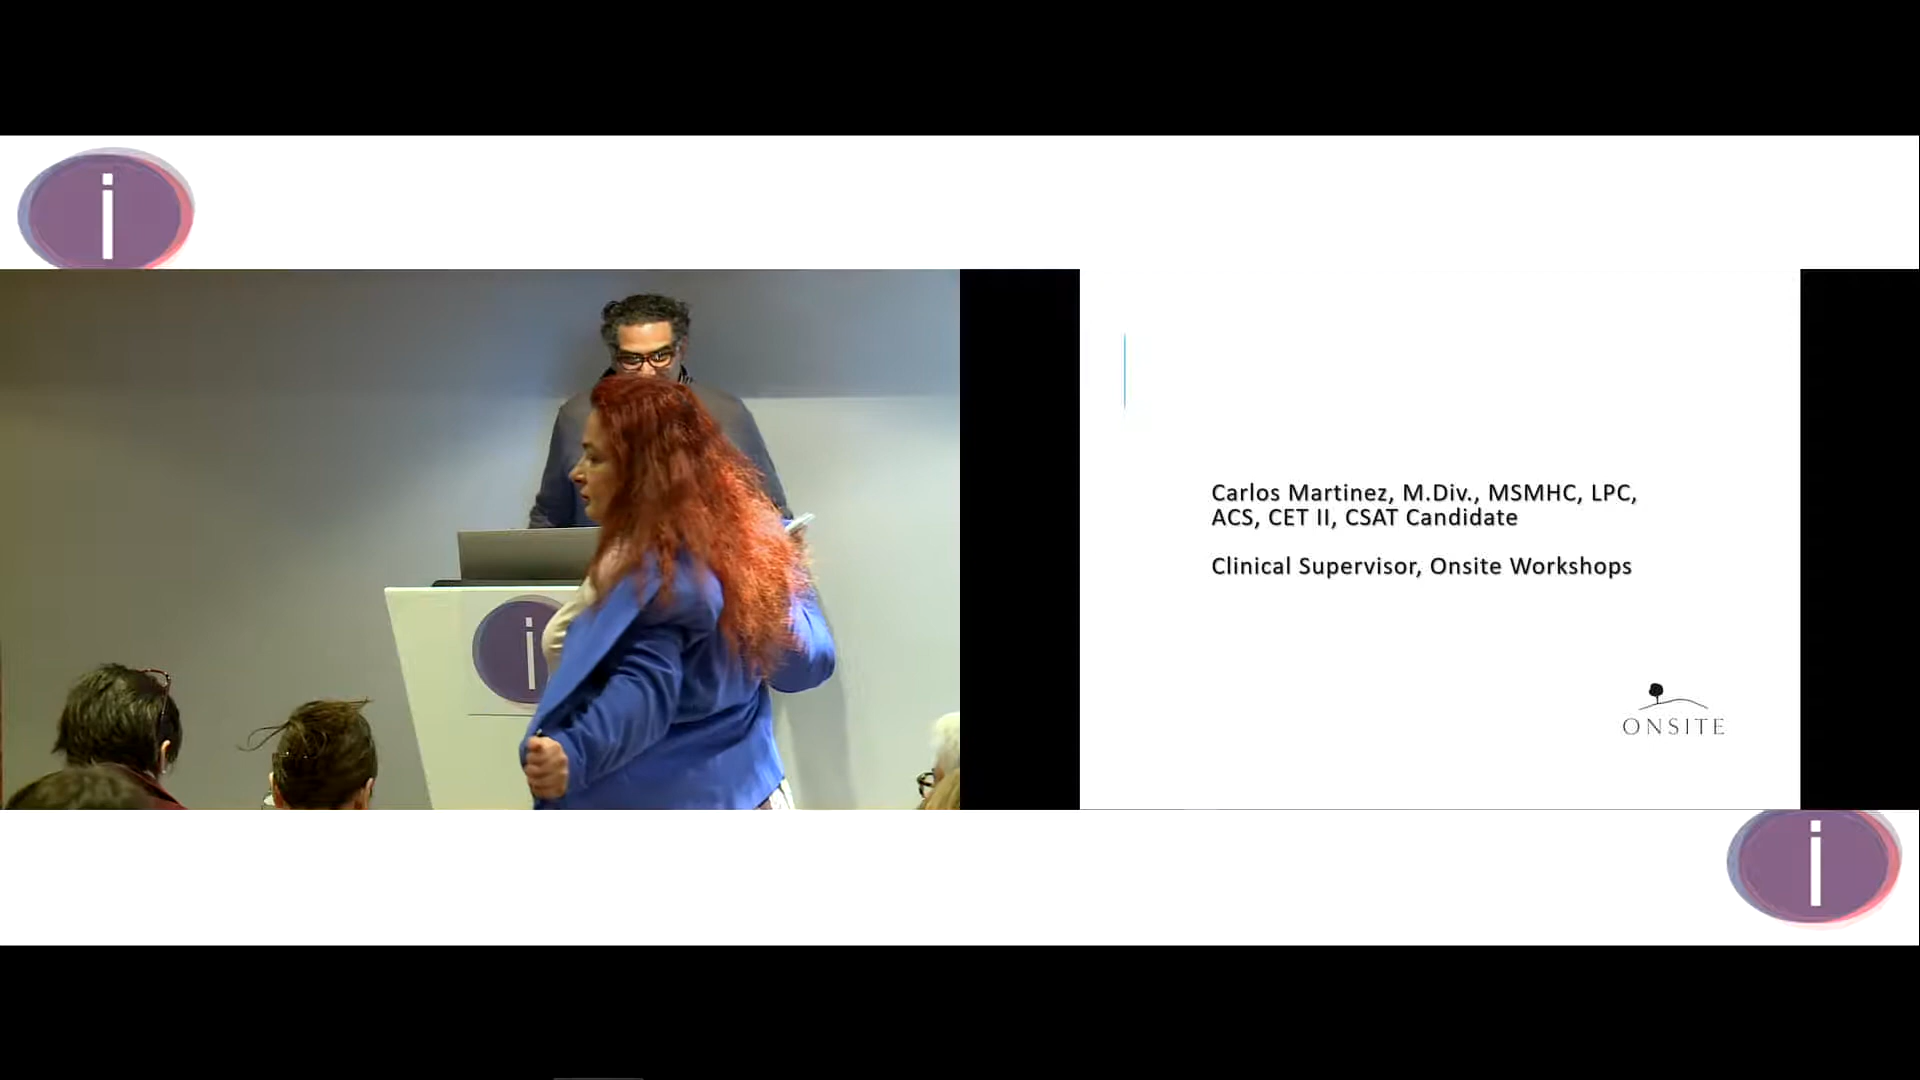 i
i
Carlos Martinez, M.Div., MSMHC, LPC,
ACS, CET II, CSAT Candidate
Clinical Supervisor, Onsite Workshops
ONSITE
i